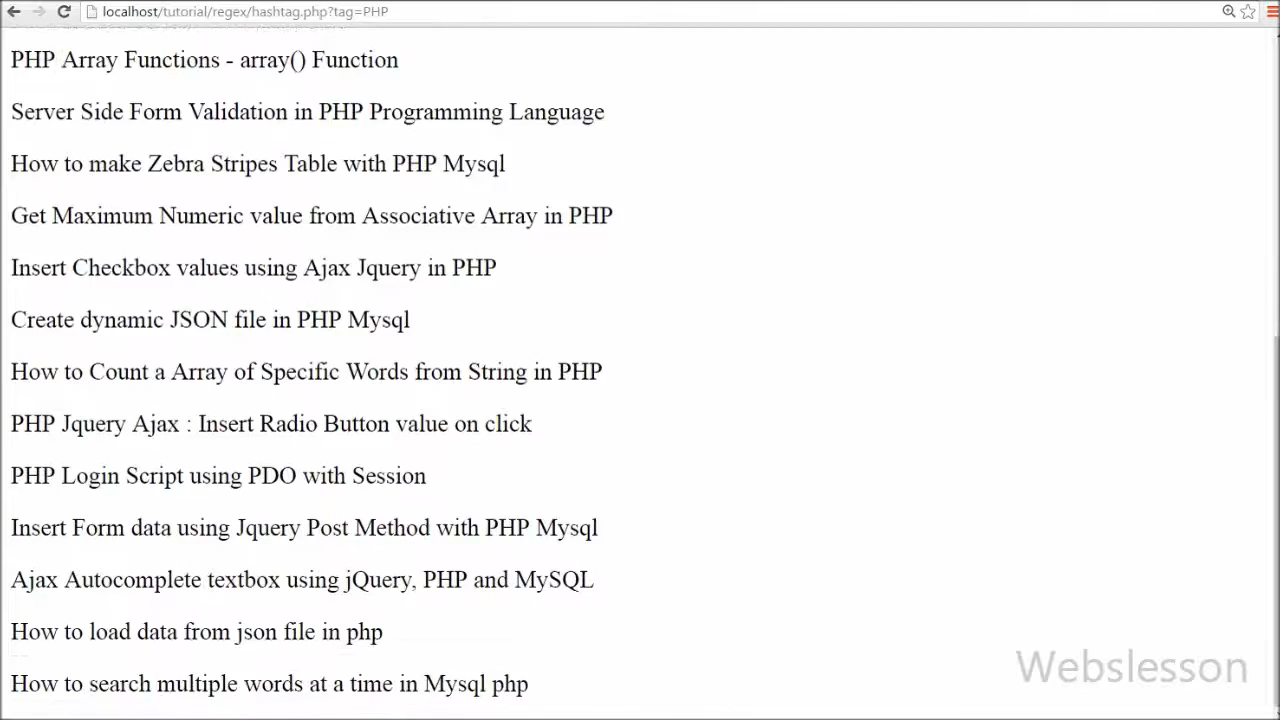 localhost/tutorial/regex/hashtag.php?tag=PHP
PHP Array Functions - array() Function
Server Side Form Validation in PHP Programming Language
How to make Zebra Stripes Table with PHP Mysql
Get Maximum Numeric value from Associative Array in PHP
Insert Checkbox values using Ajax Jquery in PHP
Create dynamic JSON file in PHP Mysql
How to Count a Array of Specific Words from String in PHP
PHP Jquery Ajax : Insert Radio Button value on click
PHP Login Script using PDO with Session
Insert Form data using Jquery Post Method with PHP Mysql
Ajax Autocomplete textbox using jQuery, PHP and MySQL
How to load data from json file in php
How to search multiple words at a time in Mysql php
Webslesson